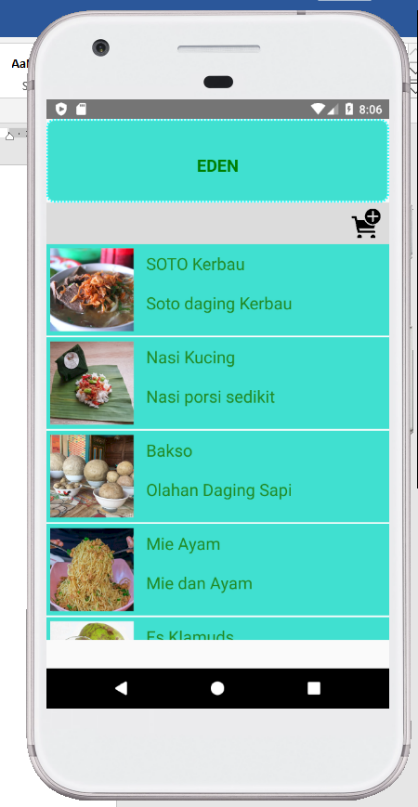 8:06
EDEN
SOTO Kerbau
Soto daging Kerbau
Nasi Kucing
Nasi porsi sedikit
Bakso
Olahan Daging Sapi
Mie Ayam
Mie dan Ayam
Es Klamuds